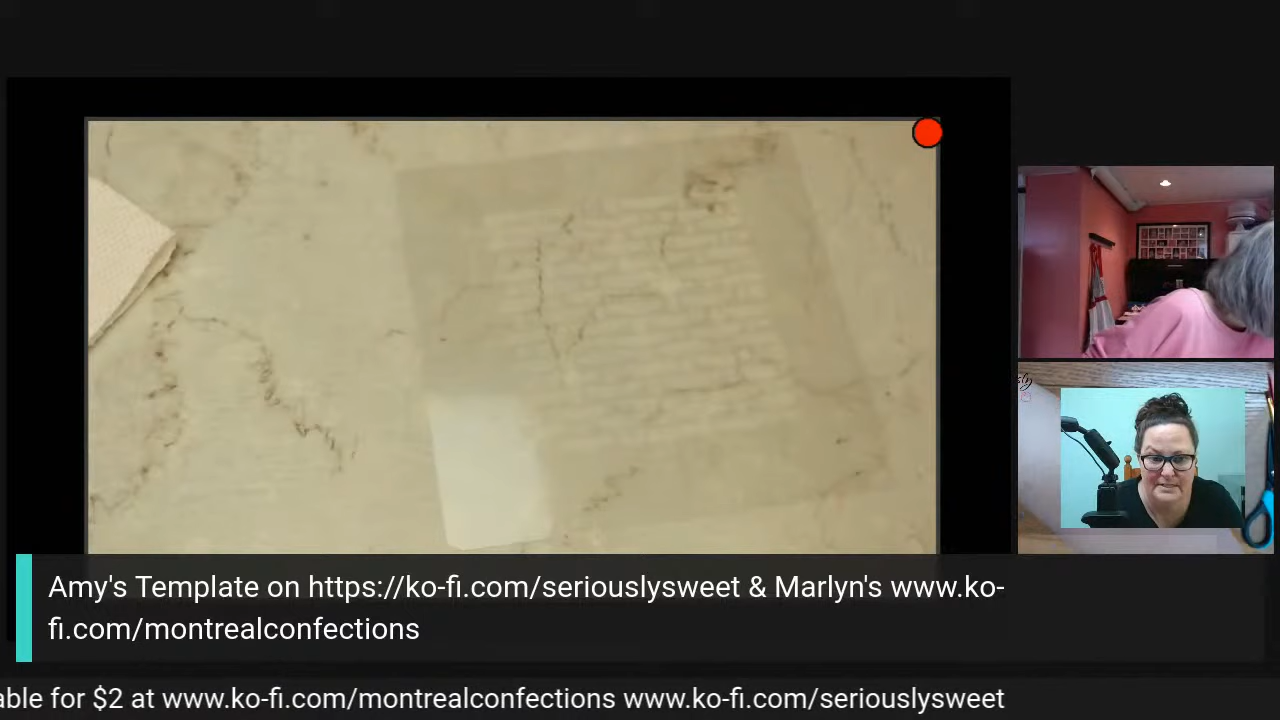 Amy's Template on https://ko-fi.com/seriouslysweet & Marlyn's www.ko-
fi.com/montrealconfections
able for $2 at www.ko-fi.com/montrealconfections www.ko-fi.com/seriouslysweet